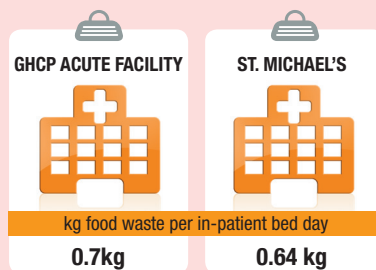 GHCP ACUTE FACILITY
ST. MICHAEL'S
kg food waste per in-patient bed day
0.7kg
0.64 kg